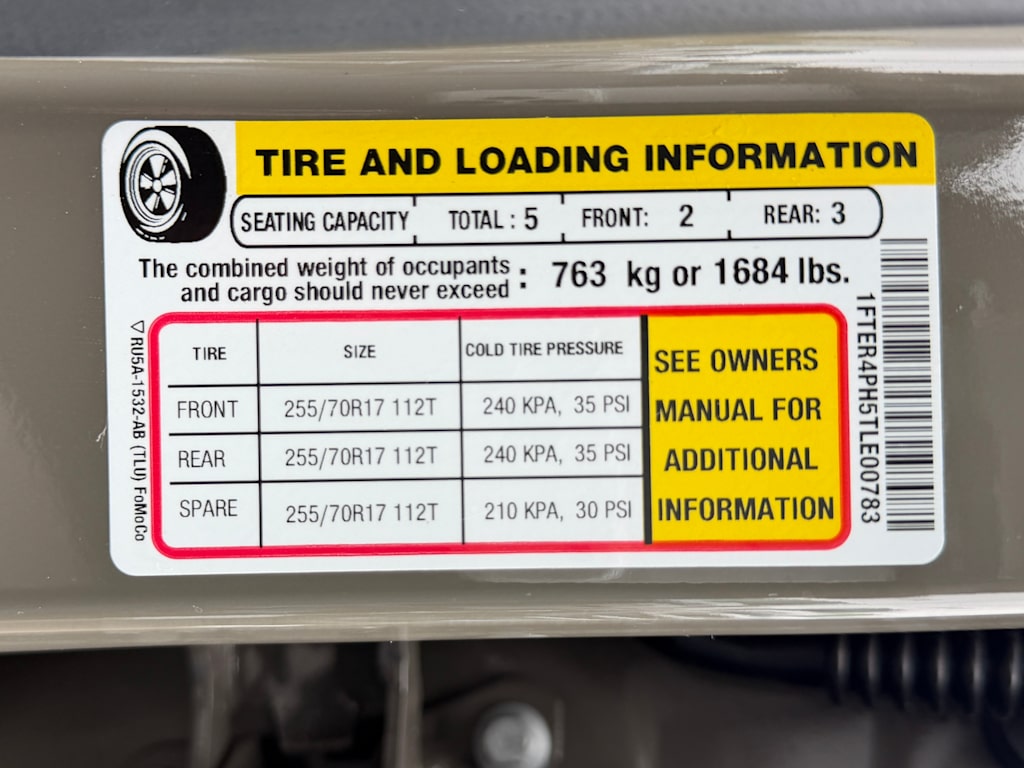 TIRE AND LOADING INFORMATION
SEATING CAPACITY TOTAL : 5 FRONT: 2 REAR: 3
The combined weight of occupants
and cargo should never exceed : 763 kg or 1684 lbs.
TIRE SIZE COLD TIRE PRESSURE
FRONT 255/70R17 112T 240 KPA, 35 PSI
REAR 255/70R17 112T 240 KPA, 35 PSI
SPARE 255/70R17 112T 210 KPA, 30 PSI
SEE OWNERS
MANUAL FOR
ADDITIONAL
INFORMATION
▽RU5A-1532-AB (TLU) FoMoCo
1FTER4PH5TLE00783